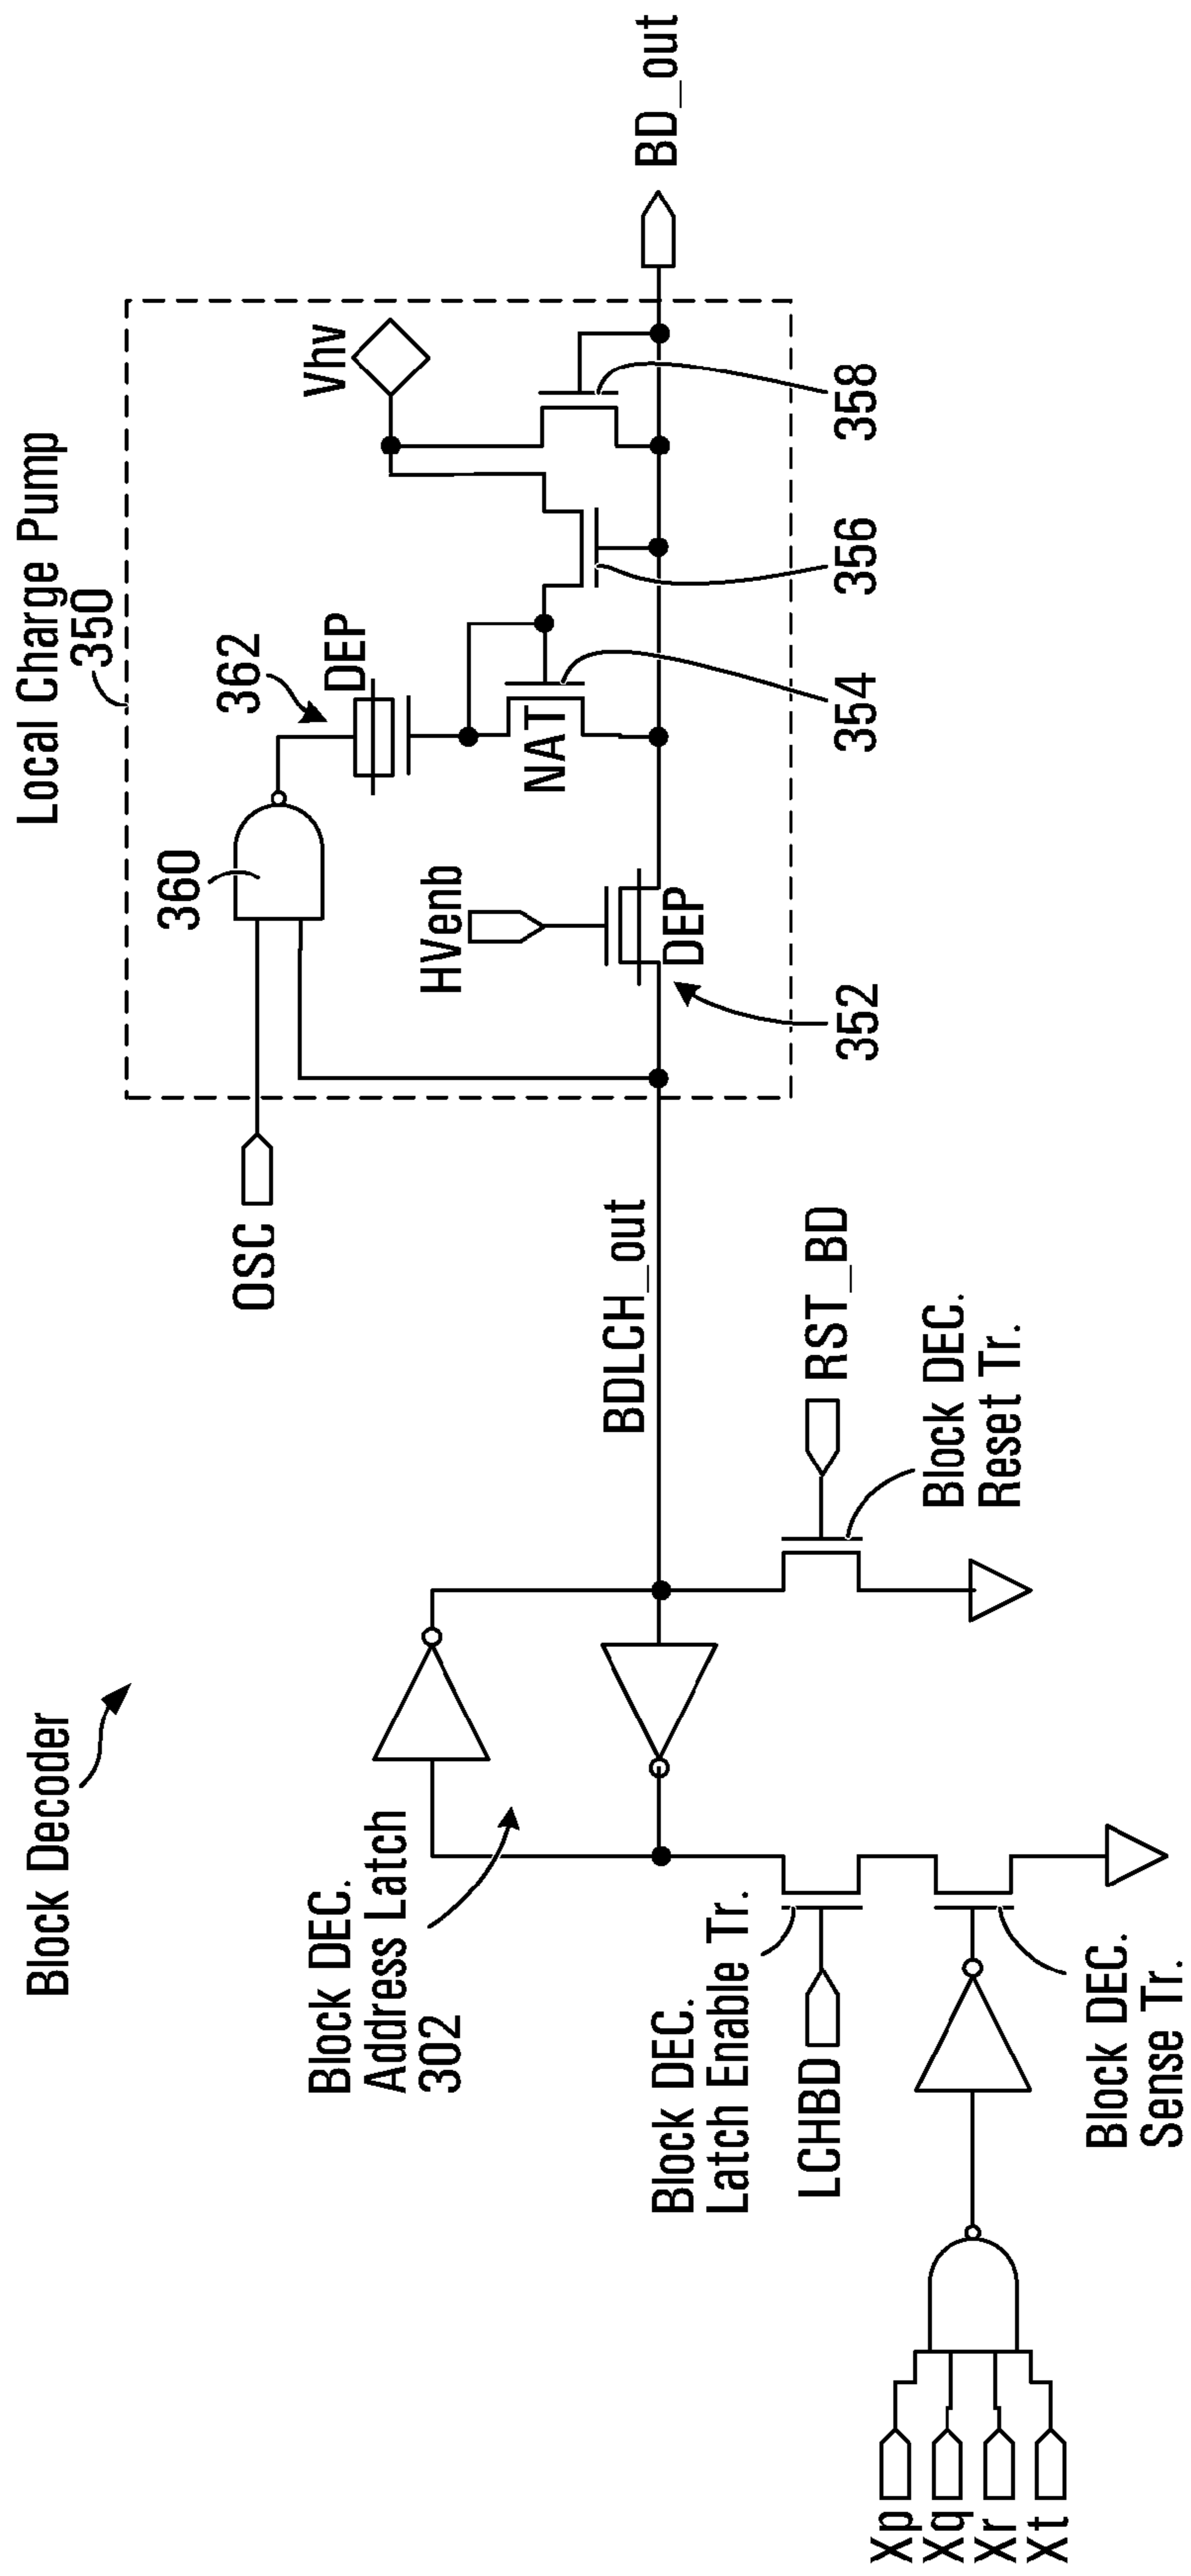 Block Decoder
Local Charge Pump
350
Block DEC.
Address Latch
302
OSC
360
362
DEP
Vhv
HVenb
NAT
DEP
BDLCH_out
BD_out
352
354
356
358
Block DEC.
Latch Enable Tr.
LCHBD
RST_BD
Block DEC.
Reset Tr.
Block DEC.
Sense Tr.
Xp
Xq
Xr
Xt